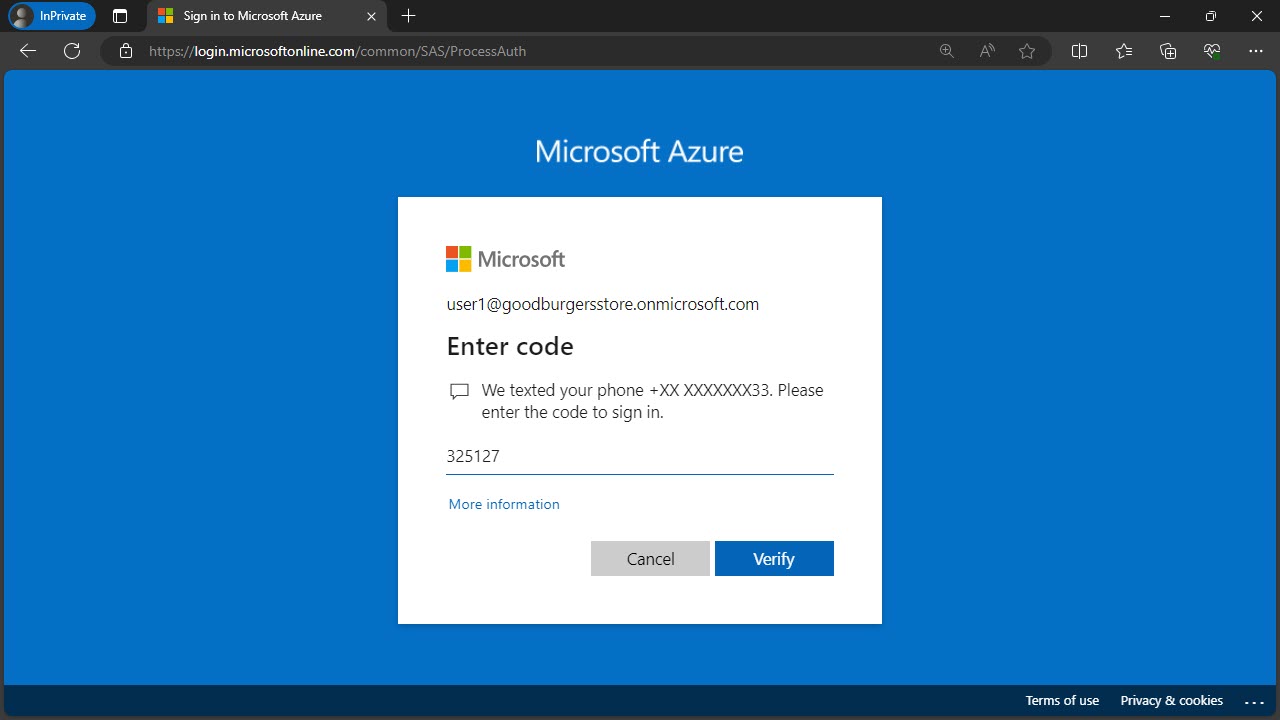 InPrivate
Sign in to Microsoft Azure
https://login.microsoftonline.com/common/SAS/ProcessAuth
Microsoft Azure
Microsoft
user1@goodburgersstore.onmicrosoft.com
Enter code
We texted your phone +XX XXXXXXX33. Please
enter the code to sign in.
325127
More information
Cancel Verify
Terms of use Privacy & cookies ...